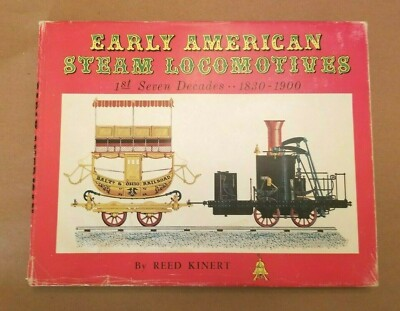 EARLY AMERICAN
STEAM LOCOMOTIVES
1st Seven Decades -- 1830-1900
BALT & OHIO RAILROAD
By REED KINERT